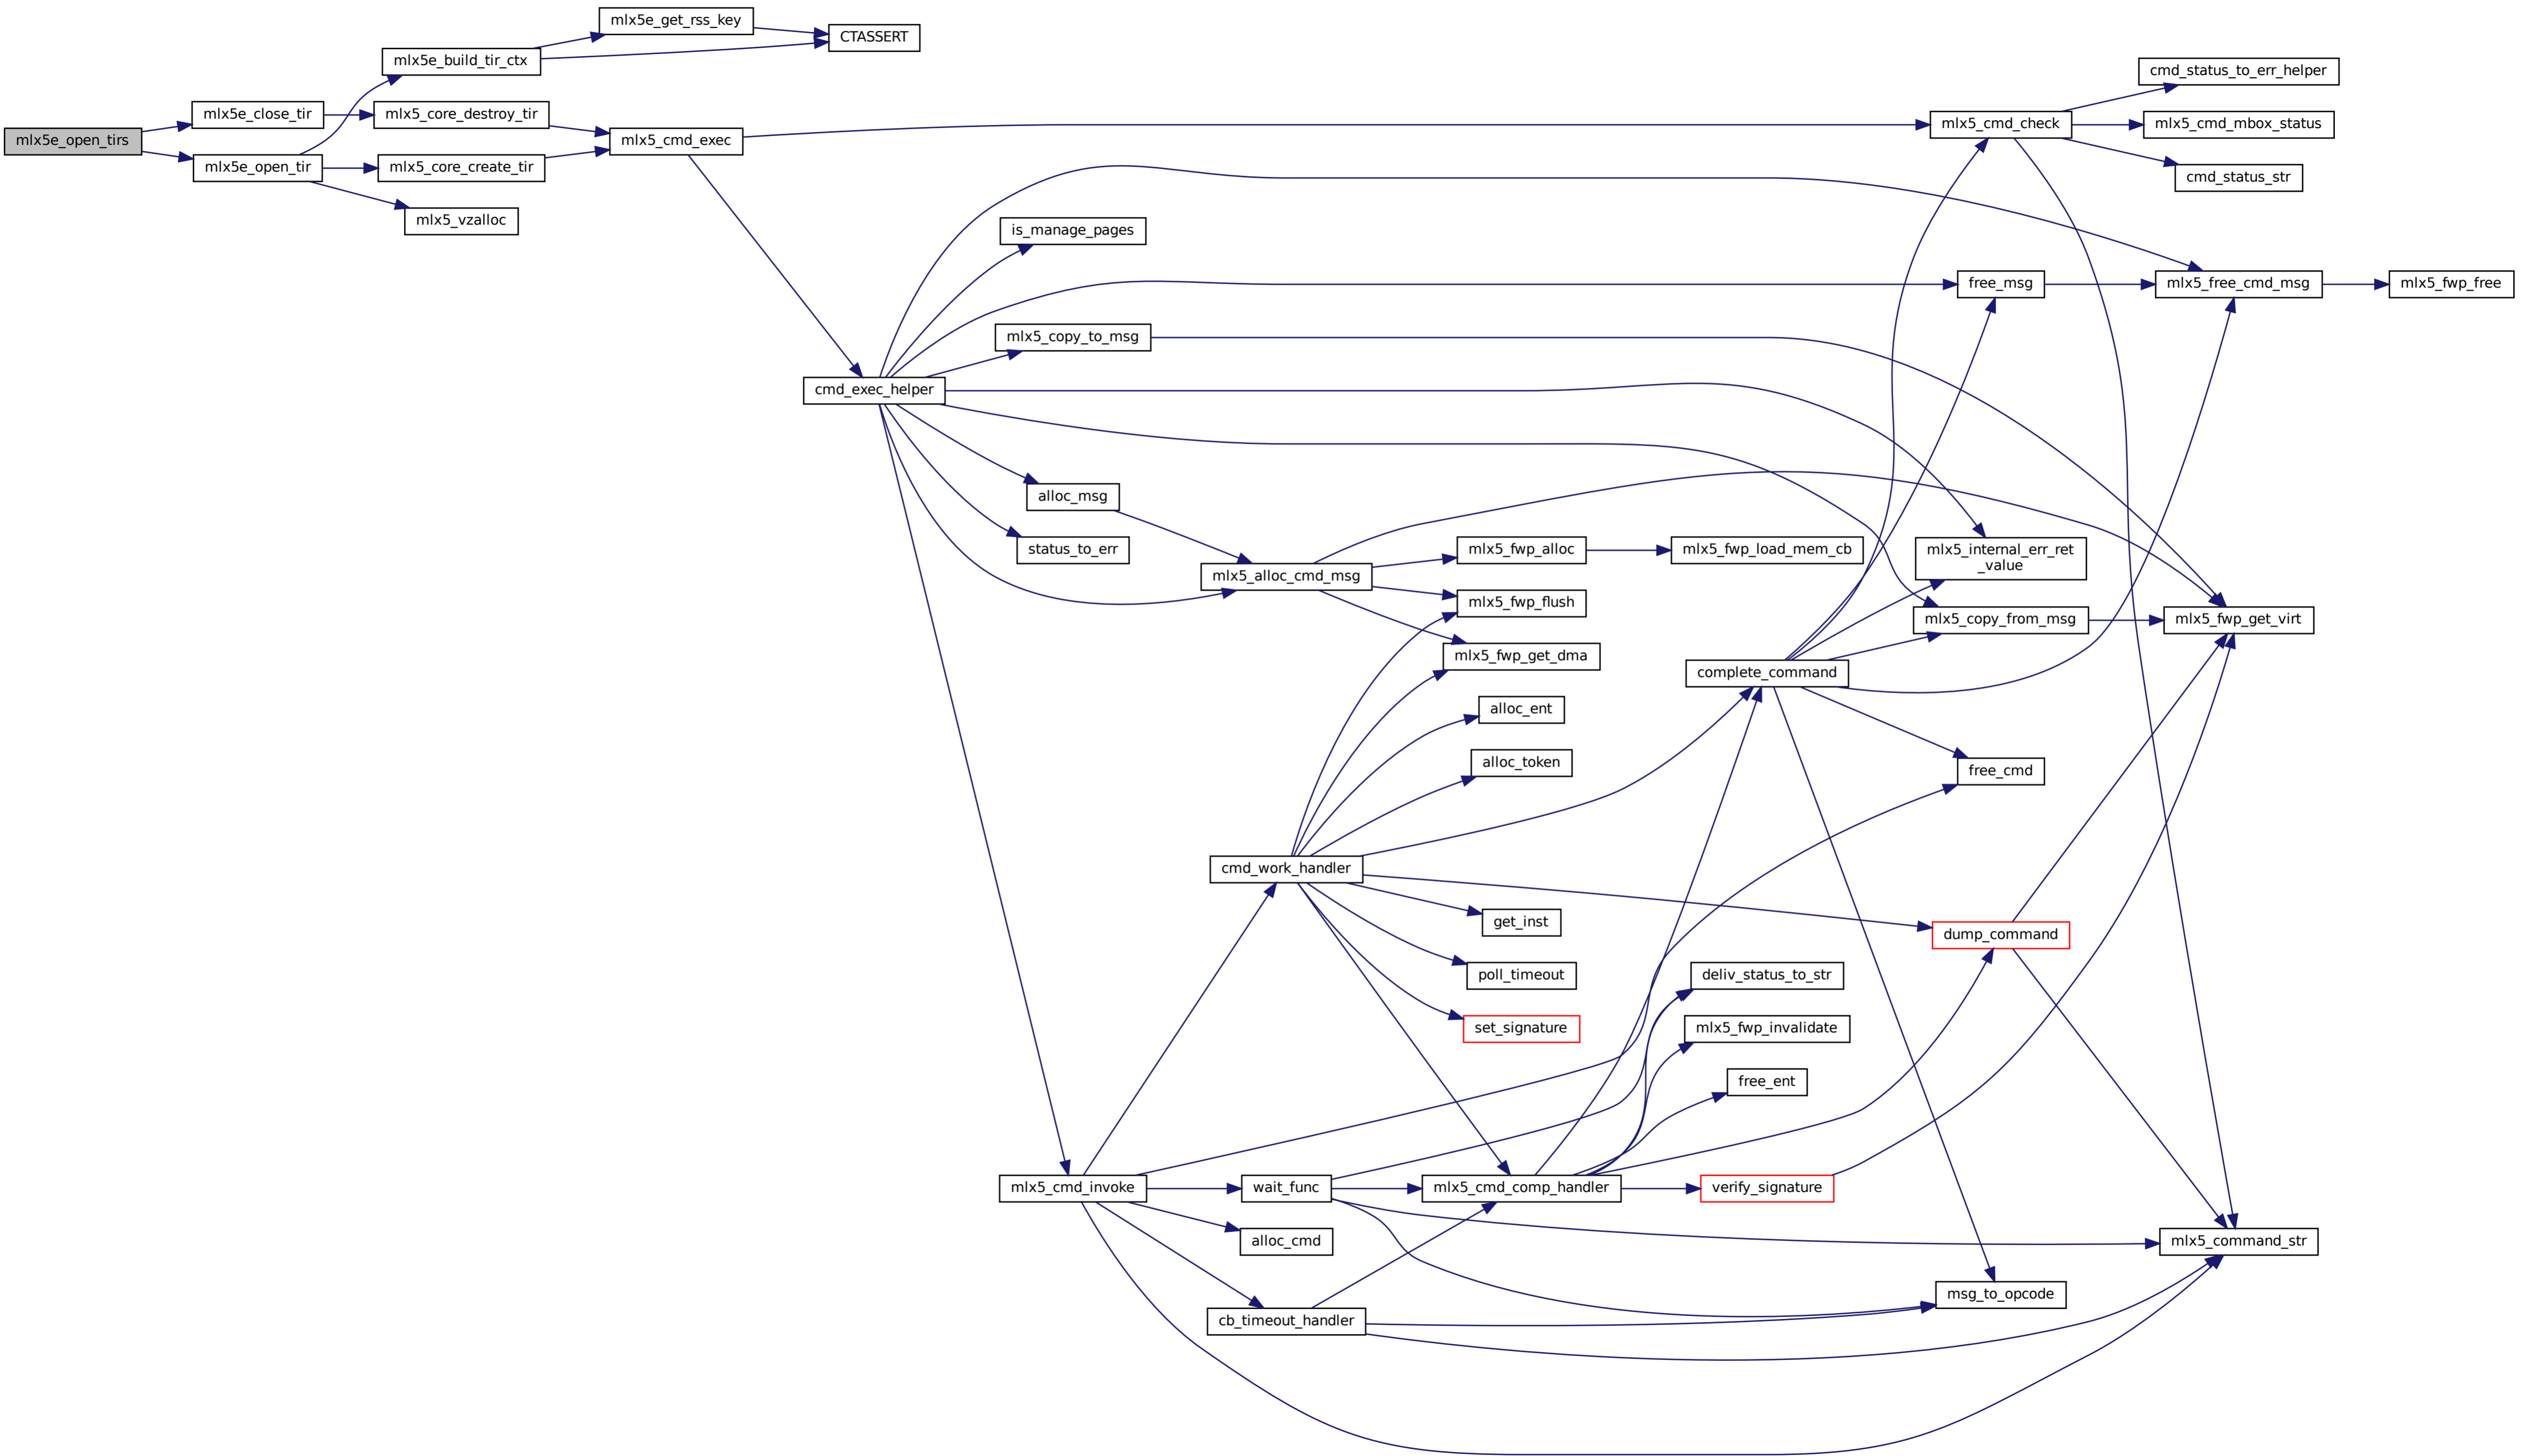 mlx5e_get_rss_key
CTASSERT
mlx5e_build_tir_ctx
cmd_status_to_err_helper
mlx5e_close_tir
mlx5_core_destroy_tir
mlx5_cmd_check
mlx5_cmd_mbox_status
mlx5e_open_tirs
mlx5_cmd_exec
mlx5e_open_tir
mlx5_core_create_tir
cmd_status_str
mlx5_vzalloc
is_manage_pages
free_msg
mlx5_free_cmd_msg
mlx5_fwp_free
mlx5_copy_to_msg
cmd_exec_helper
alloc_msg
status_to_err
mlx5_fwp_alloc
mlx5_fwp_load_mem_cb
mlx5_internal_err_ret
_value
mlx5_alloc_cmd_msg
mlx5_fwp_flush
mlx5_copy_from_msg
mlx5_fwp_get_virt
mlx5_fwp_get_dma
complete_command
alloc_ent
alloc_token
free_cmd
cmd_work_handler
get_inst
dump_command
poll_timeout
deliv_status_to_str
set_signature
mlx5_fwp_invalidate
free_ent
mlx5_cmd_invoke
wait_func
mlx5_cmd_comp_handler
verify_signature
alloc_cmd
mlx5_command_str
msg_to_opcode
cb_timeout_handler